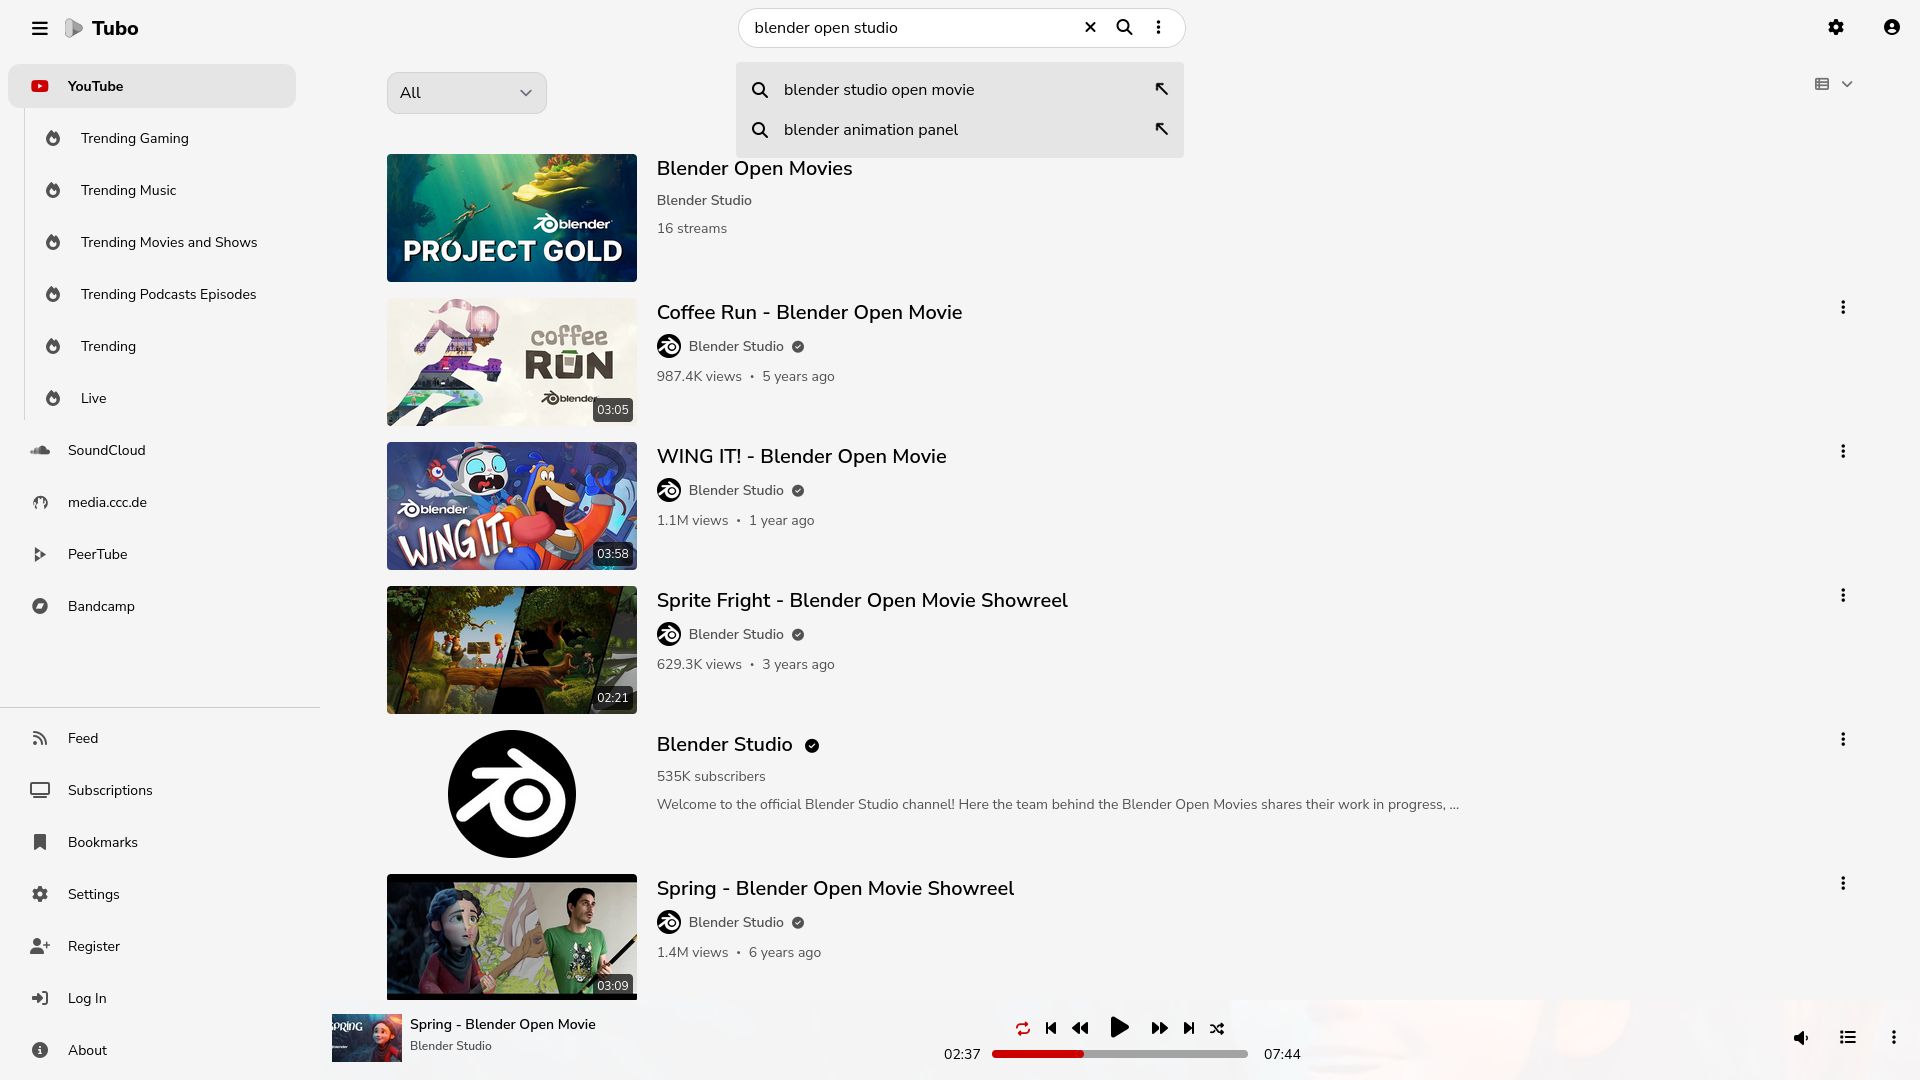 Tubo
blender open studio
YouTube
Trending Gaming
Trending Music
Trending Movies and Shows
Trending Podcasts Episodes
Trending
Live
SoundCloud
media.ccc.de
PeerTube
Bandcamp
Feed
Subscriptions
Bookmarks
Settings
Register
Log In
About
All
blender studio open movie
blender animation panel
blender
PROJECT GOLD
Blender Open Movies
Blender Studio
16 streams
coffee
RUN
blender
03:05
Coffee Run - Blender Open Movie
Blender Studio
987.4K views • 5 years ago
blender
WING IT!
03:58
WING IT! - Blender Open Movie
Blender Studio
1.1M views • 1 year ago
02:21
Sprite Fright - Blender Open Movie Showreel
Blender Studio
629.3K views • 3 years ago
Blender Studio
535K subscribers
Welcome to the official Blender Studio channel! Here the team behind the Blender Open Movies shares their work in progress, ...
03:09
Spring - Blender Open Movie Showreel
Blender Studio
1.4M views • 6 years ago
SPRING
Spring - Blender Open Movie
Blender Studio
02:37
07:44